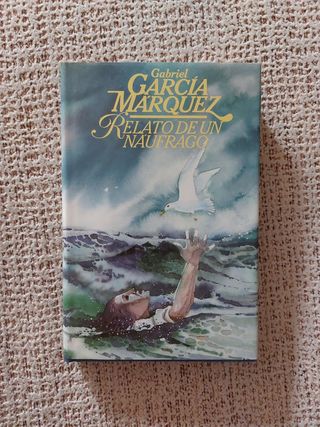 Gabriel
GARCÍA
MÁRQUEZ
RELATO DE UN
NÁUFRAGO